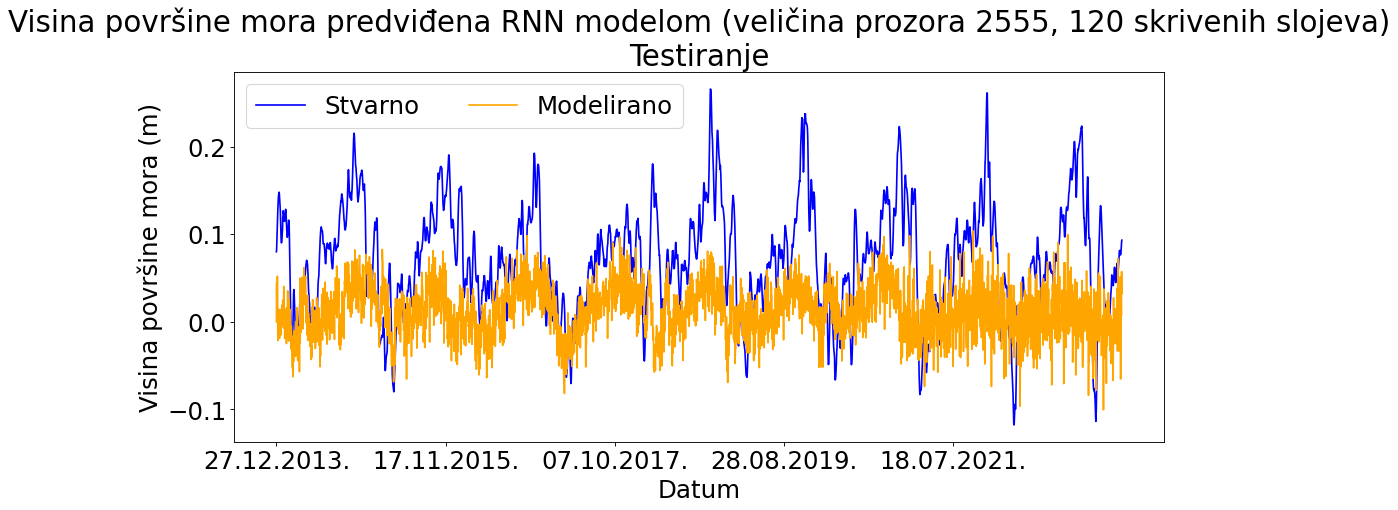 Visina površine mora predviđena RNN modelom (veličina prozora 2555, 120 skrivenih slojeva)
Testiranje
Stvarno
Modelirano
Visina površine mora (m)
0.2
0.1
0.0
−0.1
27.12.2013.
17.11.2015.
07.10.2017.
28.08.2019.
18.07.2021.
Datum